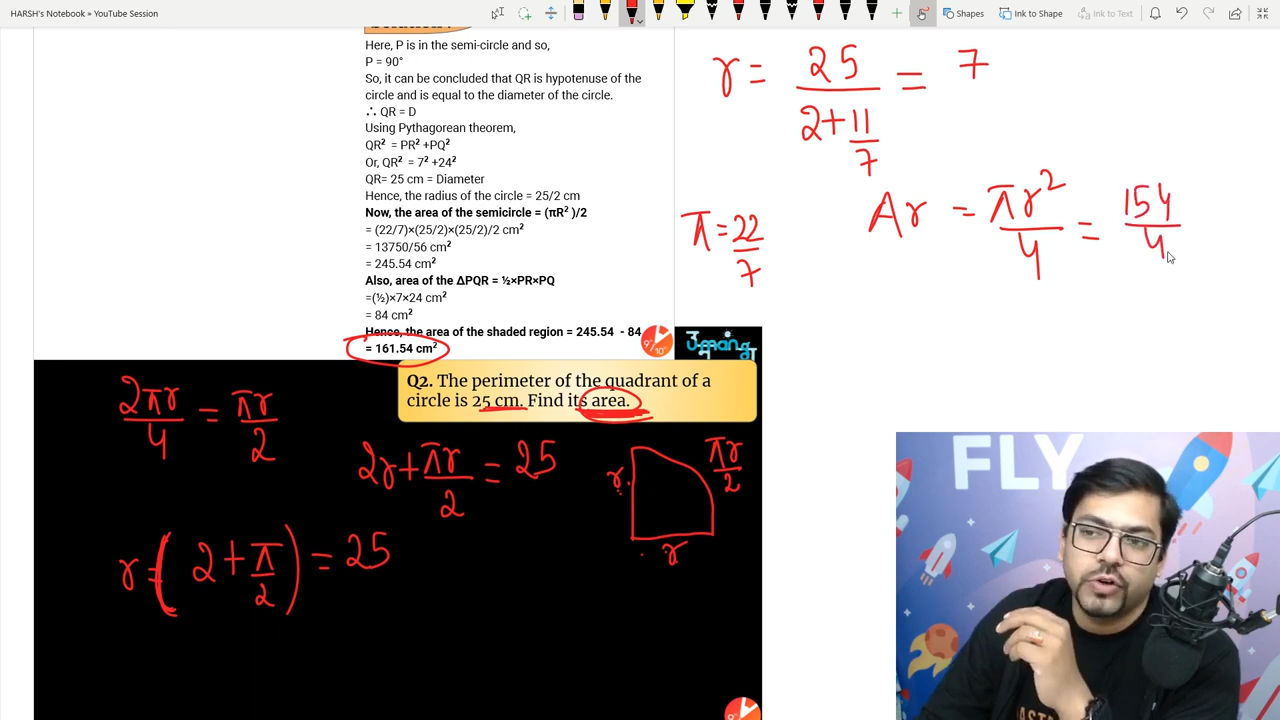 HARSH's Notebook » YouTube Session
Shapes
Ink to Shape
Ink to Text
Here, P is in the semi-circle and so,
P = 90°
So, it can be concluded that QR is hypotenuse of the
circle and is equal to the diameter of the circle.
∴ QR = D
Using Pythagorean theorem,
QR² = PR² +PQ²
Or, QR² = 7² +24²
QR= 25 cm = Diameter
Hence, the radius of the circle = 25/2 cm
Now, the area of the semicircle = (πR² )/2
= (22/7)×(25/2)×(25/2)/2 cm²
= 13750/56 cm²
= 245.54 cm²
Also, area of the ΔPQR = ½×PR×PQ
=(½)×7×24 cm²
= 84 cm²
Hence, the area of the shaded region = 245.54 - 84
= 161.54 cm²
r = 25/(2+11/7) = 7
π = 22/7
Ar = πr²/4 = 154/4
उमंग
Q2. The perimeter of the quadrant of a
circle is 25 cm. Find its area.
2πr/4 = πr/2
2r+πr/2 = 25
r
πr/2
r
r=(2+π/2) = 25
FLY